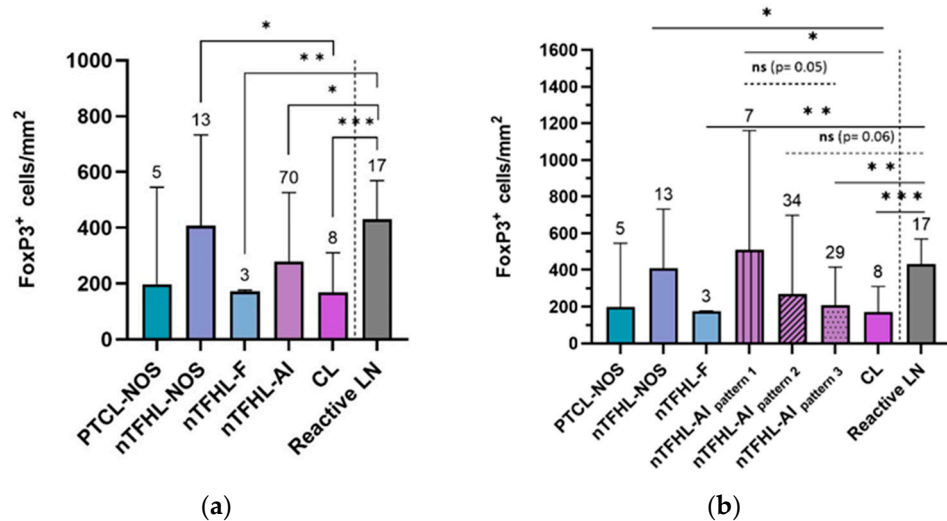 FoxP3⁺ cells/mm²
1000
800
600
400
200
0
*
**
*
***
5
13
3
70
8
17
PTCL-NOS
nTFHL-NOS
nTFHL-F
nTFHL-AI
CL
Reactive LN
(a)
FoxP3⁺ cells/mm²
1600
1400
1200
1000
800
600
400
200
0
*
*
ns (p= 0.05)
**
ns (p= 0.06)
**
***
5
13
3
7
34
29
8
17
PTCL-NOS
nTFHL-NOS
nTFHL-F
nTFHL-AI pattern 1
nTFHL-AI pattern 2
nTFHL-AI pattern 3
CL
Reactive LN
(b)